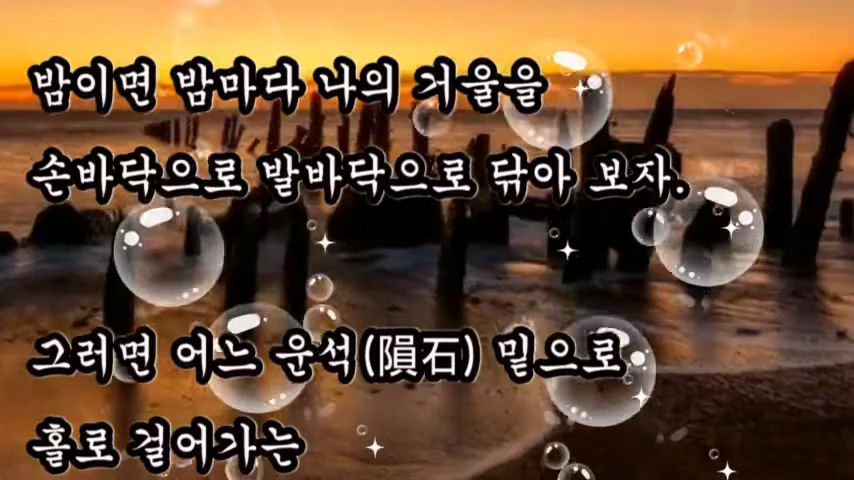 밤이면 밤마다 나의 거울을
손바닥으로 발바닥으로 닦아 보자.
그러면 어느 운석(隕石) 밑으로
홀로 걸어가는